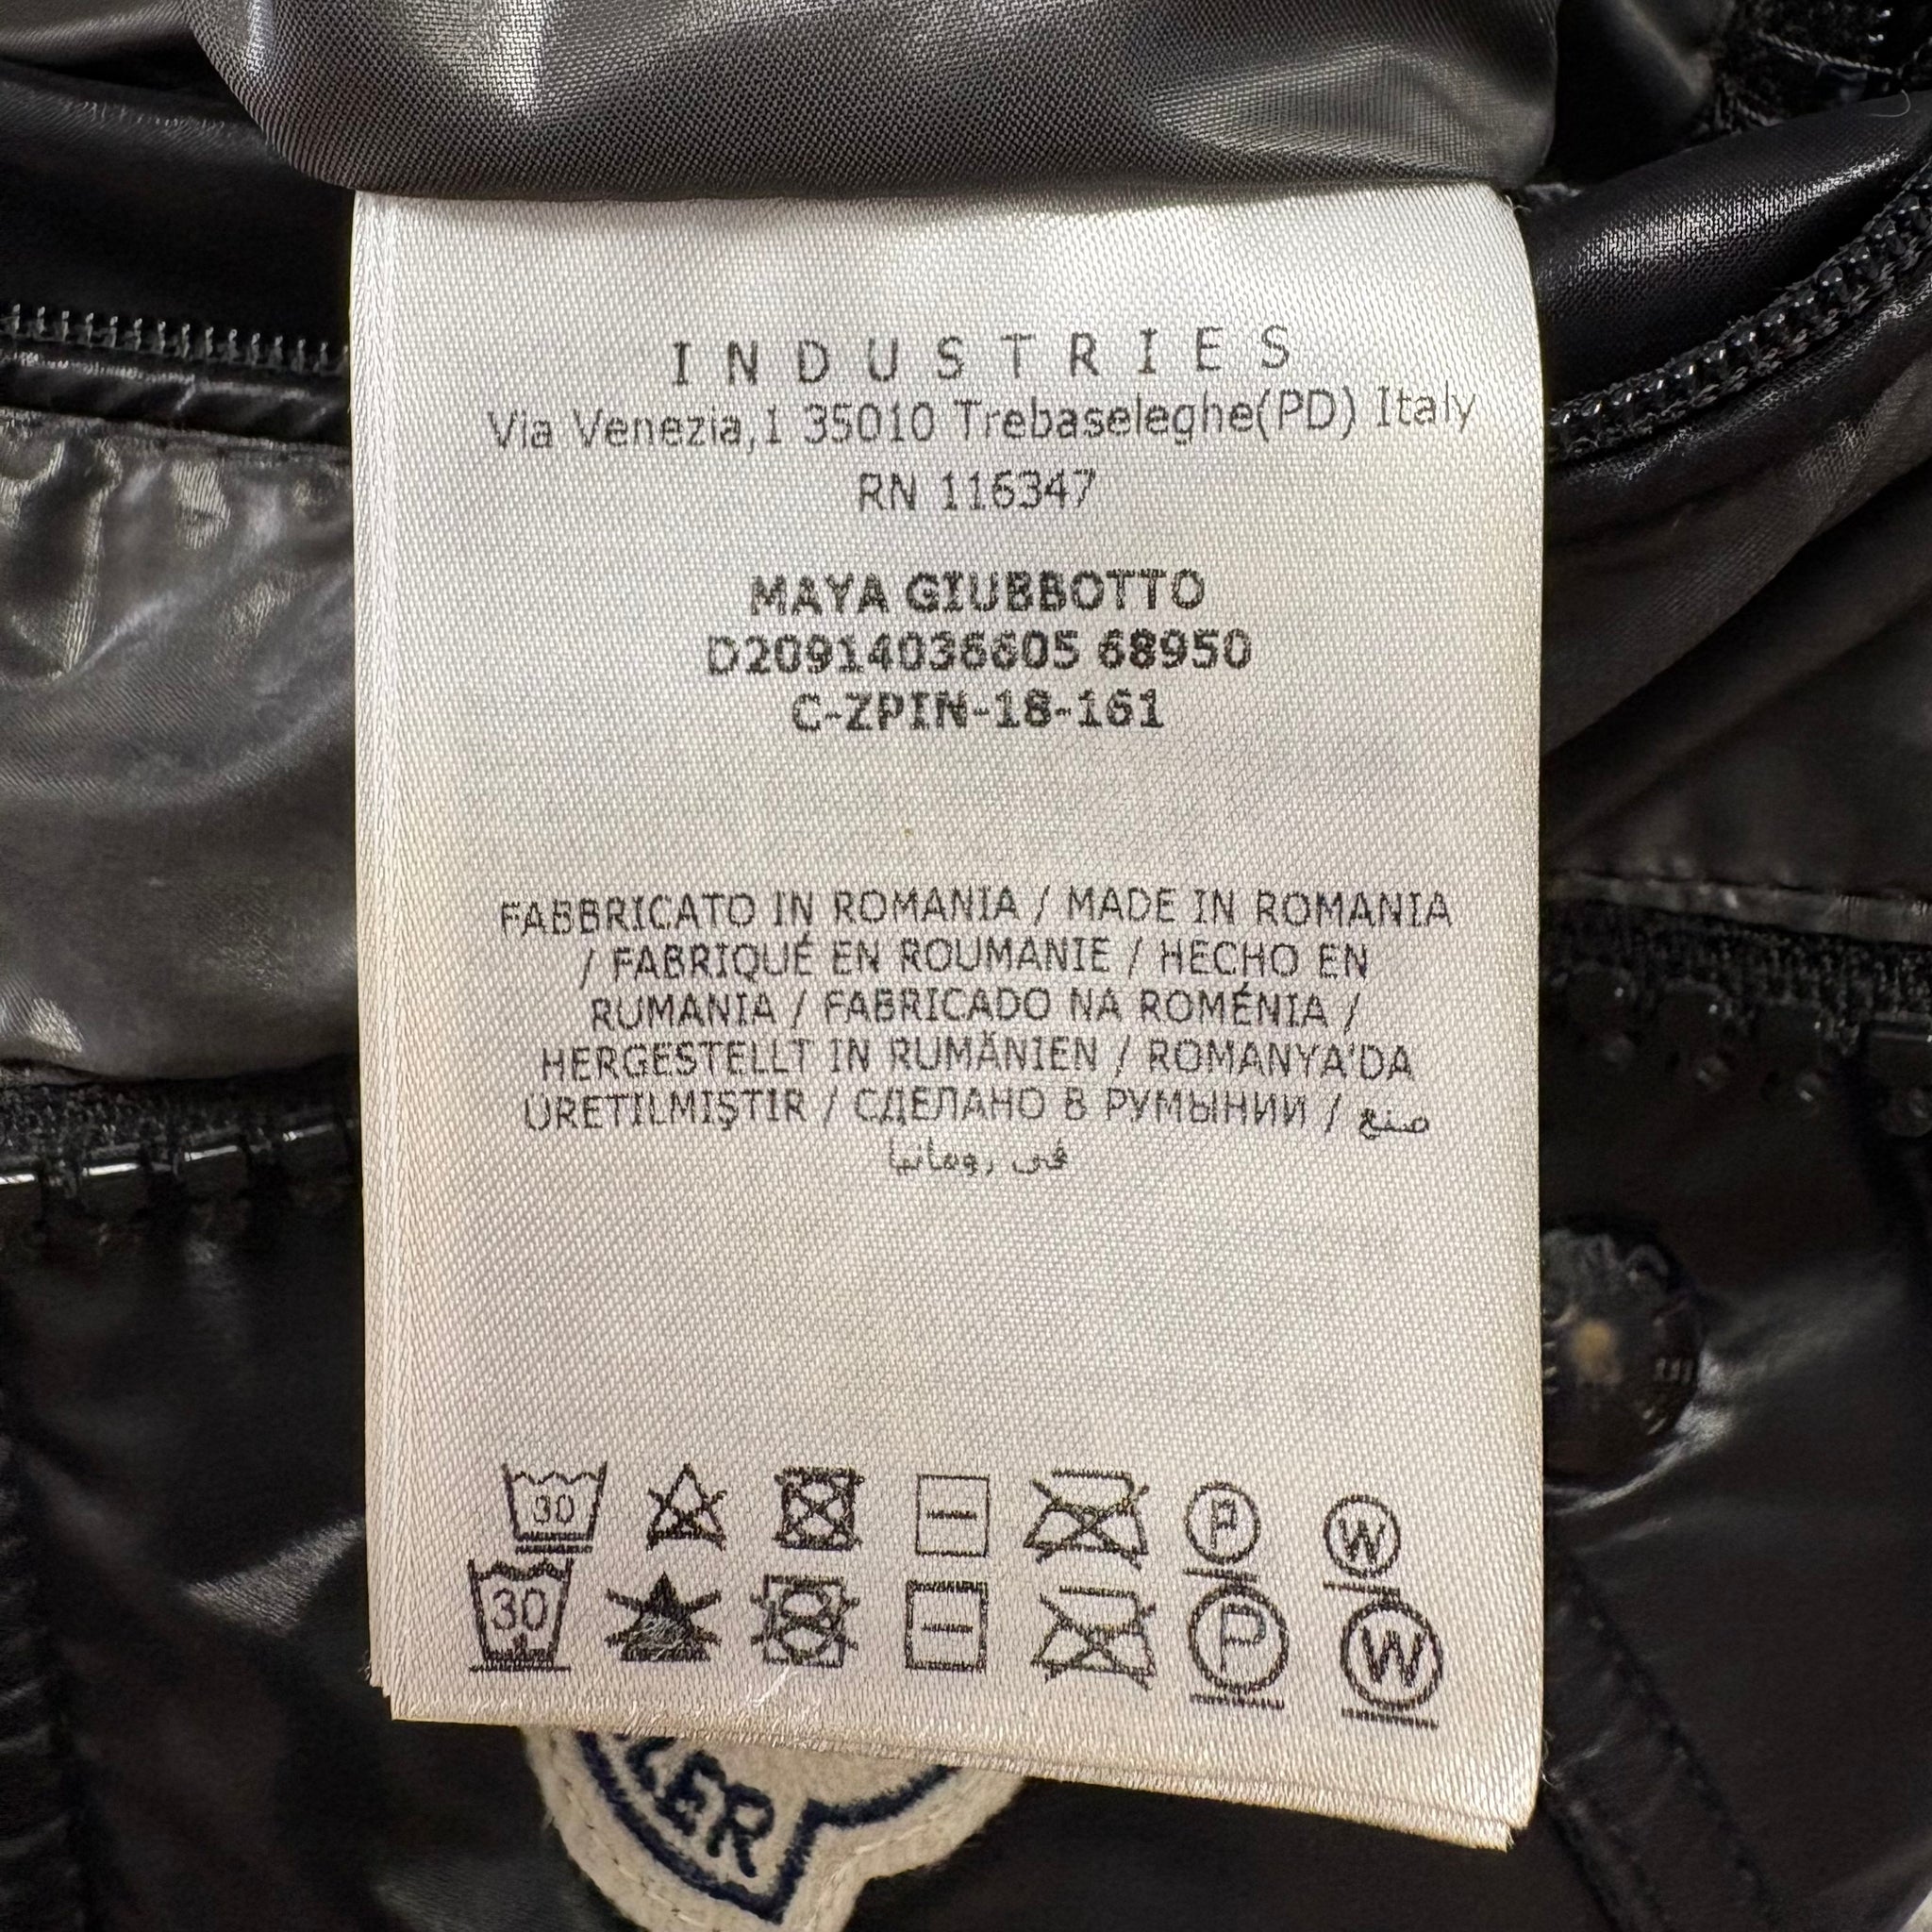 INDUSTRIES
Via Venezia,1 35010 Trebaseleghe(PD) Italy
RN 116347
MAYA GIUBBOTTO
D20914036605 68950
C-ZPIN-18-161
FABBRICATO IN ROMANIA / MADE IN ROMANIA
/ FABRIQUÉ EN ROUMANIE / HECHO EN
RUMANIA / FABRICADO NA ROMÉNIA /
HERGESTELLT IN RUMÄNIEN / ROMANYA'DA
ÜRETILMIŞTIR / СДЕЛАНО В РУМЫНИИ / صنع
في رومانيا
30 P W
30 P W